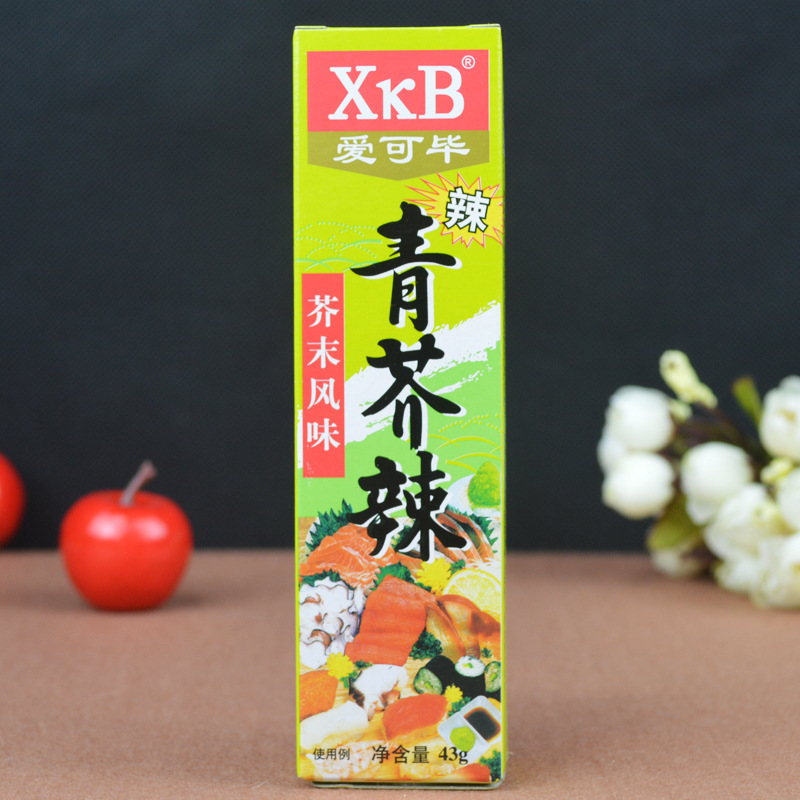 XKB®
爱可毕
辣
青芥辣
芥末风味
使用例 净含量 43g